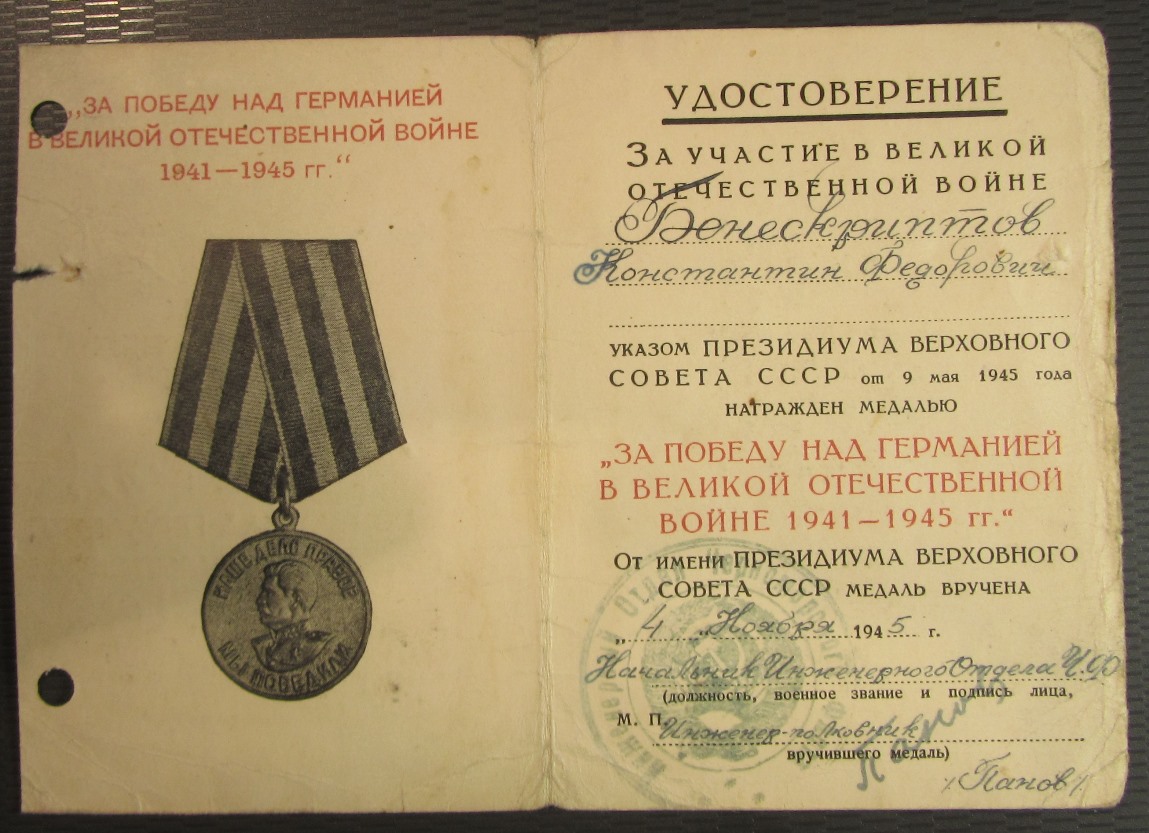 „ЗА ПОБЕДУ НАД ГЕРМАНИЕЙ
В ВЕЛИКОЙ ОТЕЧЕСТВЕННОЙ ВОЙНЕ
1941—1945 гг.“
НАШЕ ДЕЛО ПРАВОЕ
МЫ ПОБЕДИЛИ
УДОСТОВЕРЕНИЕ
ЗА УЧАСТИЕ В ВЕЛИКОЙ
ОТЕЧЕСТВЕННОЙ ВОЙНЕ
Бенескриптов
Константин Федорович
УКАЗОМ ПРЕЗИДИУМА ВЕРХОВНОГО
СОВЕТА СССР от 9 мая 1945 года
НАГРАЖДЕН МЕДАЛЬЮ
„ЗА ПОБЕДУ НАД ГЕРМАНИЕЙ
В ВЕЛИКОЙ ОТЕЧЕСТВЕННОЙ
ВОЙНЕ 1941—1945 гг.“
ОТ ИМЕНИ ПРЕЗИДИУМА ВЕРХОВНОГО
СОВЕТА СССР МЕДАЛЬ ВРУЧЕНА
„4 „ Ноября 1945 г.
Начальник Инженерного Отдела Ч.Ф
(должность, военное звание и подпись лица,
М. П. Инженер-полковник
вручившего медаль)
Панов
/Панов/